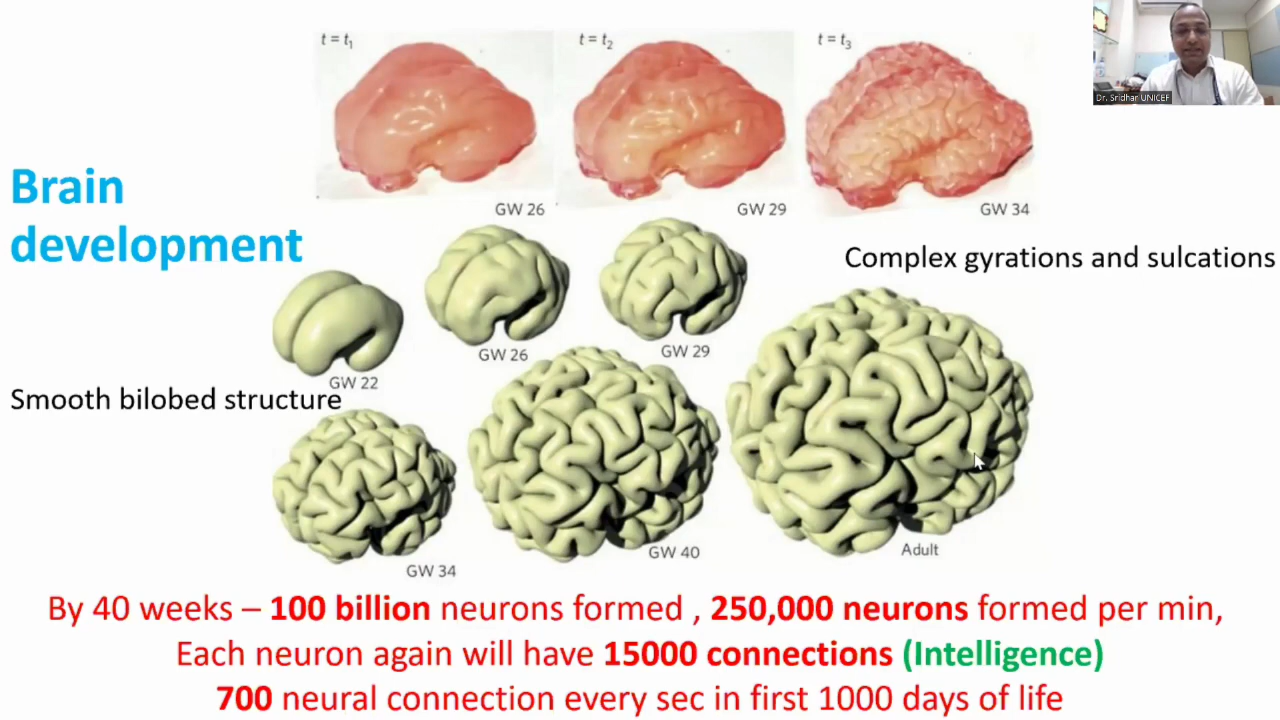 t = t₁
t = t₂
t = t₃
Dr. Sridhar UNICEF
Brain
development
GW 26
GW 29
GW 34
Complex gyrations and sulcations
GW 26
GW 29
GW 22
Smooth bilobed structure
GW 34
GW 40
Adult
By 40 weeks – 100 billion neurons formed , 250,000 neurons formed per min,
Each neuron again will have 15000 connections (Intelligence)
700 neural connection every sec in first 1000 days of life